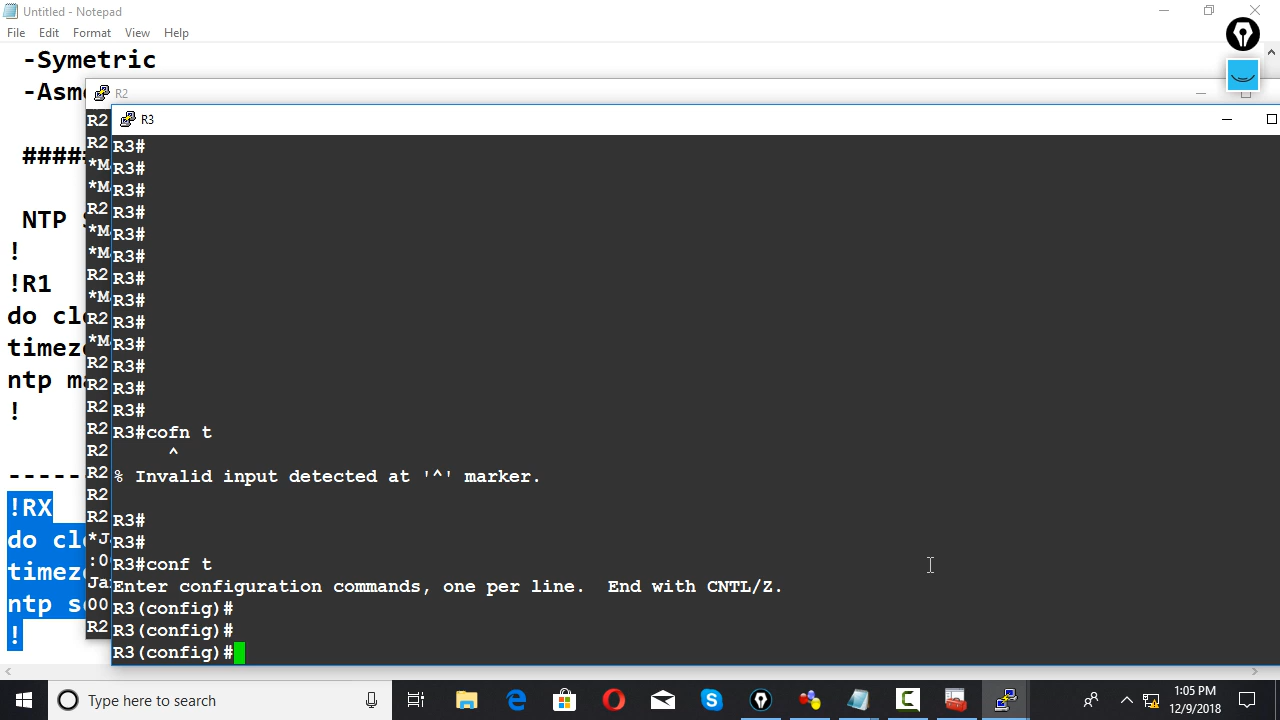 Untitled - Notepad
File Edit Format View Help
-Symetric
-Asm
R2
R2
R2
*M
#####
*M
R2
NTP
*M
!
*M
R2
!R1
*M
do cl
R2
*M
timez
R2
ntp m
R2
R2
!
R2
R2
-----
R2
R2
!RX
R2
do cl
*J
:0
timez
Ja
ntp s
00
!
R2
R3
R3#
R3#
R3#
R3#
R3#
R3#
R3#
R3#
R3#
R3#
R3#
R3#
R3#
R3#cofn t
^
% Invalid input detected at '^' marker.
R3#
R3#
R3#conf t
Enter configuration commands, one per line. End with CNTL/Z.
R3(config)#
R3(config)#
R3(config)#
Type here to search
1:05 PM
12/9/2018